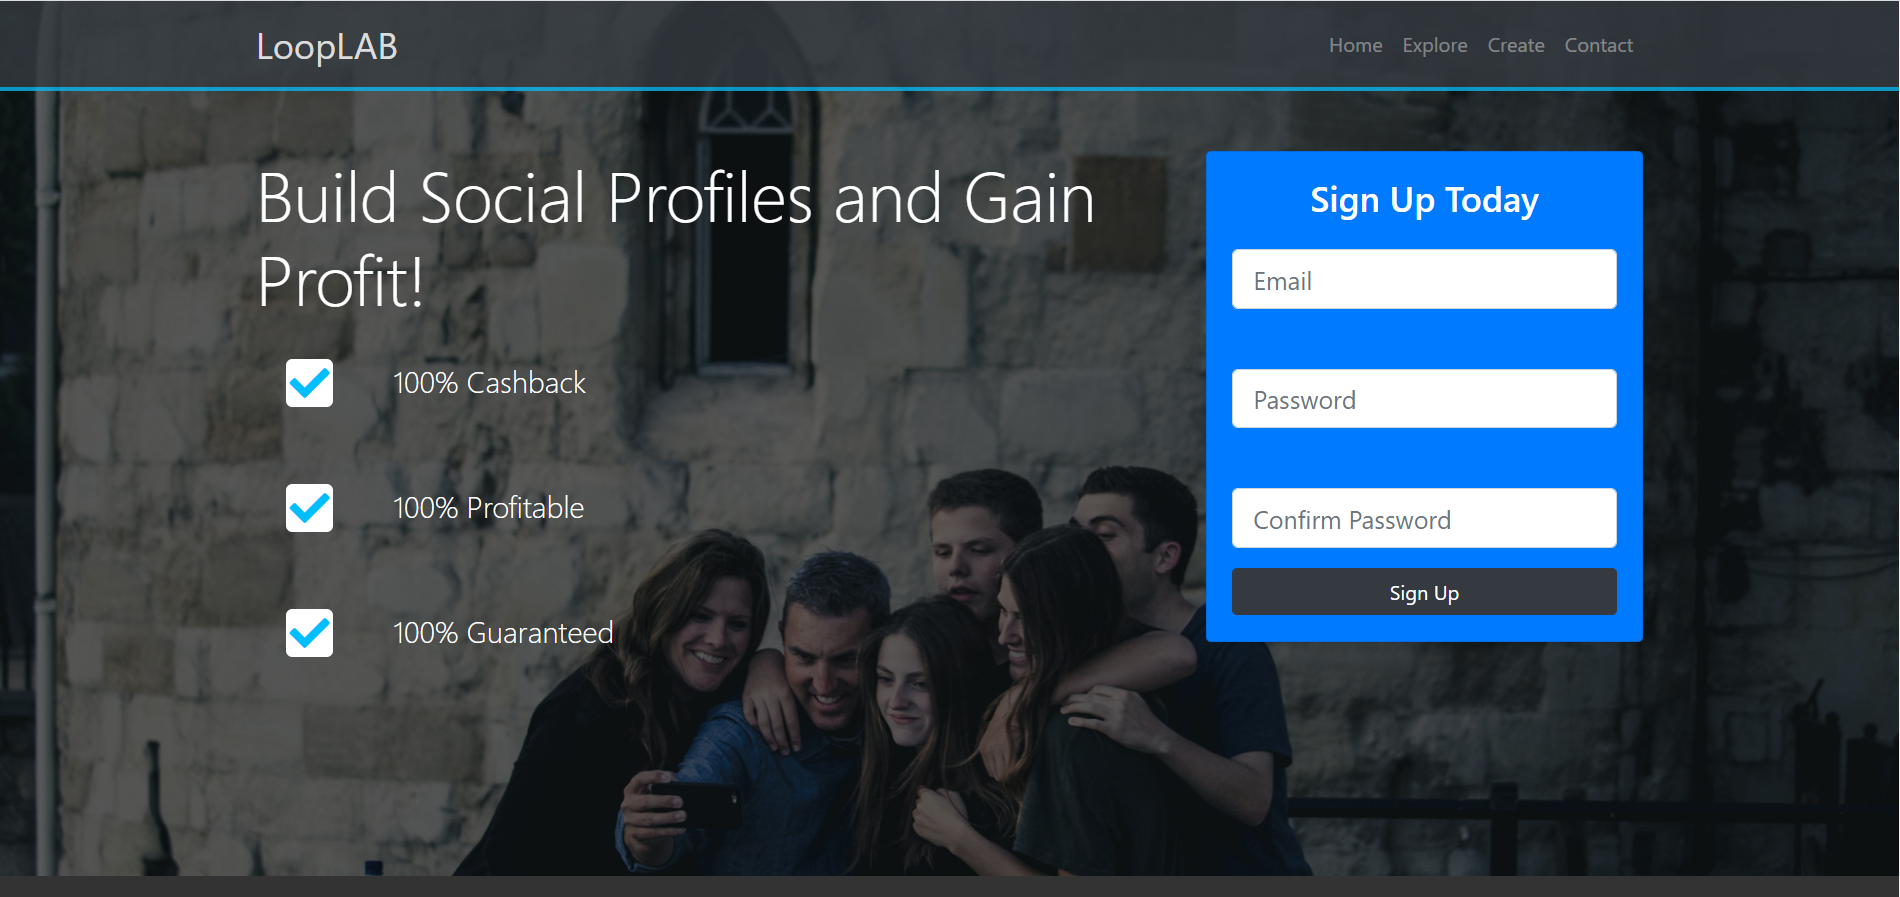 LoopLAB
Home Explore Create Contact
Build Social Profiles and Gain
Profit!
100% Cashback
100% Profitable
100% Guaranteed
Sign Up Today
Email
Password
Confirm Password
Sign Up